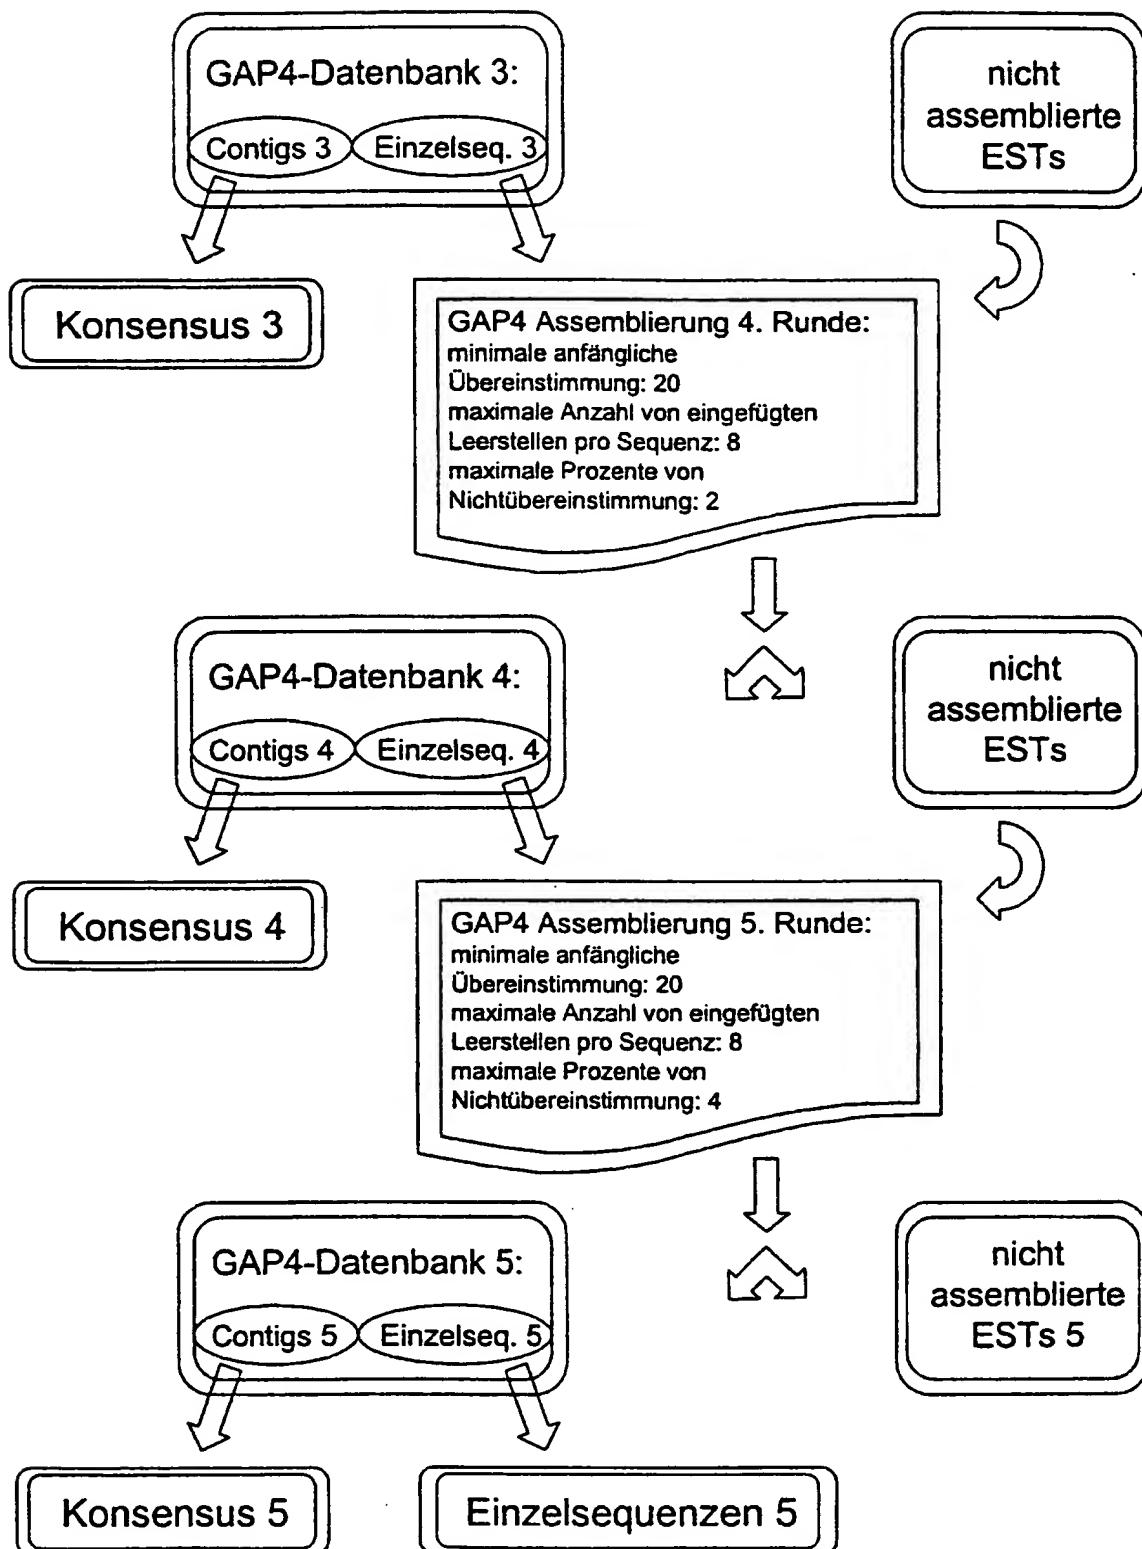 GAP4-Datenbank 3:
Contigs 3
Einzelseq. 3
nicht
assemblierte
ESTs
Konsensus 3
GAP4 Assemblierung 4. Runde:
minimale anfängliche
Übereinstimmung: 20
maximale Anzahl von eingefügten
Leerstellen pro Sequenz: 8
maximale Prozente von
Nichtübereinstimmung: 2
GAP4-Datenbank 4:
Contigs 4
Einzelseq. 4
nicht
assemblierte
ESTs
Konsensus 4
GAP4 Assemblierung 5. Runde:
minimale anfängliche
Übereinstimmung: 20
maximale Anzahl von eingefügten
Leerstellen pro Sequenz: 8
maximale Prozente von
Nichtübereinstimmung: 4
GAP4-Datenbank 5:
Contigs 5
Einzelseq. 5
nicht
assemblierte
ESTs 5
Konsensus 5
Einzelsequenzen 5